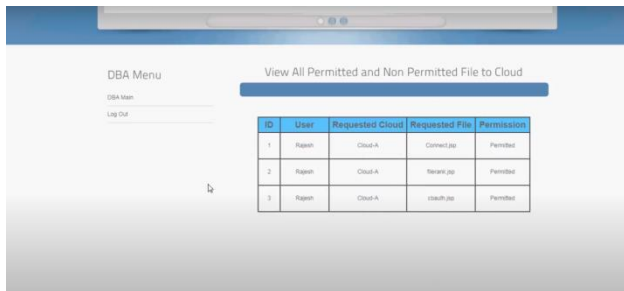 DBA Menu
DBA Main
Log Out
View All Permitted and Non Permitted File to Cloud
ID User Requested Cloud Requested File Permission
1 Rajesh Cloud-A Connect.jsp Permitted
2 Rajesh Cloud-A filerank.jsp Permitted
3 Rajesh Cloud-A cloauth.jsp Permitted